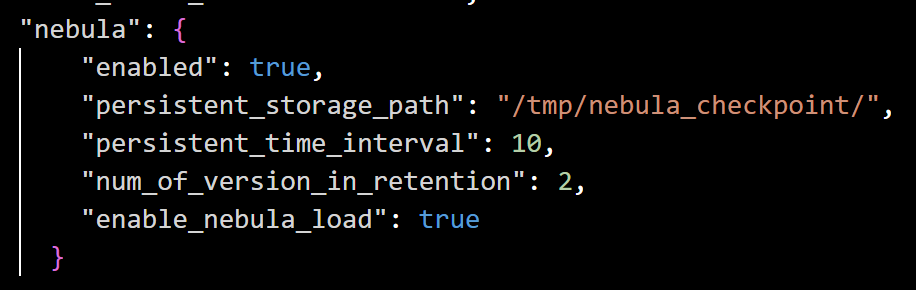 "nebula": {
"enabled": true,
"persistent_storage_path": "/tmp/nebula_checkpoint/",
"persistent_time_interval": 10,
"num_of_version_in_retention": 2,
"enable_nebula_load": true
}